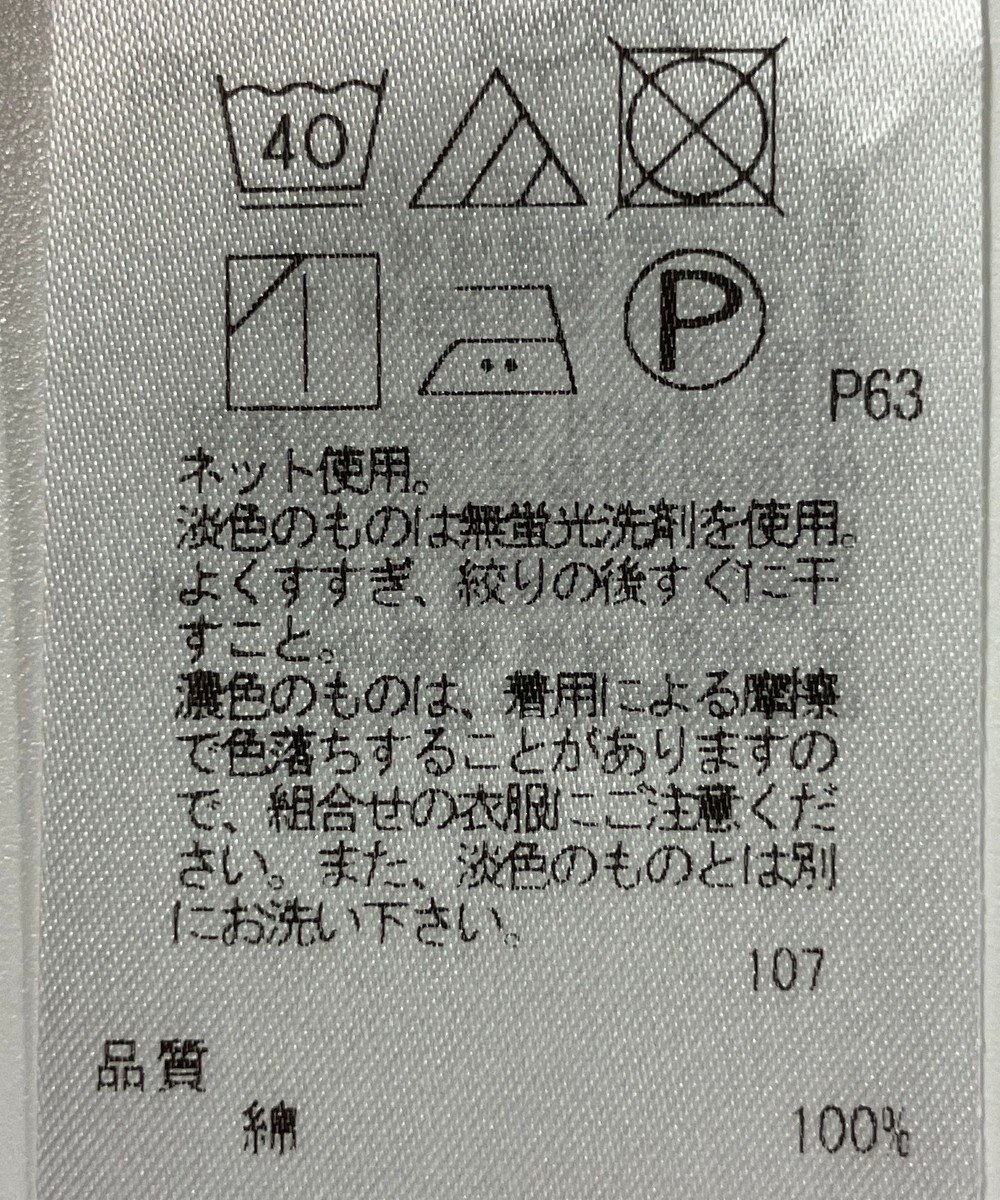 40
P
P63
ネット使用。
淡色のものは無蛍光洗剤を使用。
よくすすぎ、絞りの後すぐに干
すこと。
濃色のものは、着用による摩擦
で色落ちすることがありますの
で、組合せの衣服にご注意くだ
さい。また、淡色のものとは別
にお洗い下さい。
107
品質
綿 100%